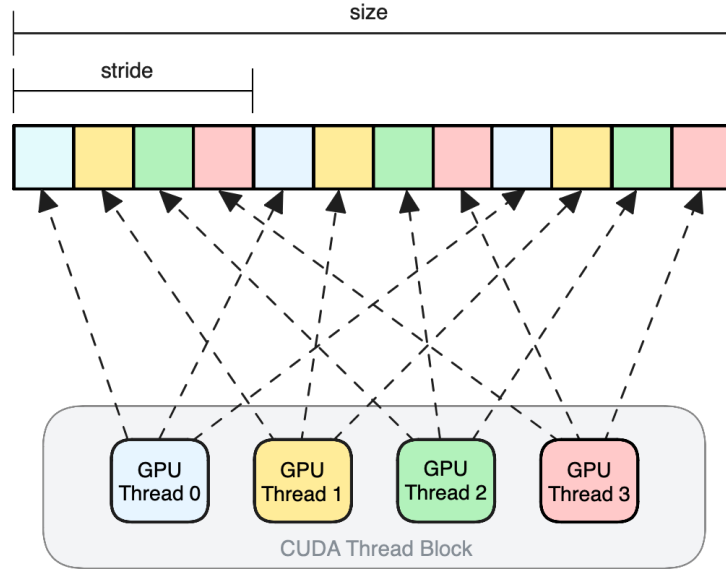 size
stride
GPU
Thread 0
GPU
Thread 1
GPU
Thread 2
GPU
Thread 3
CUDA Thread Block